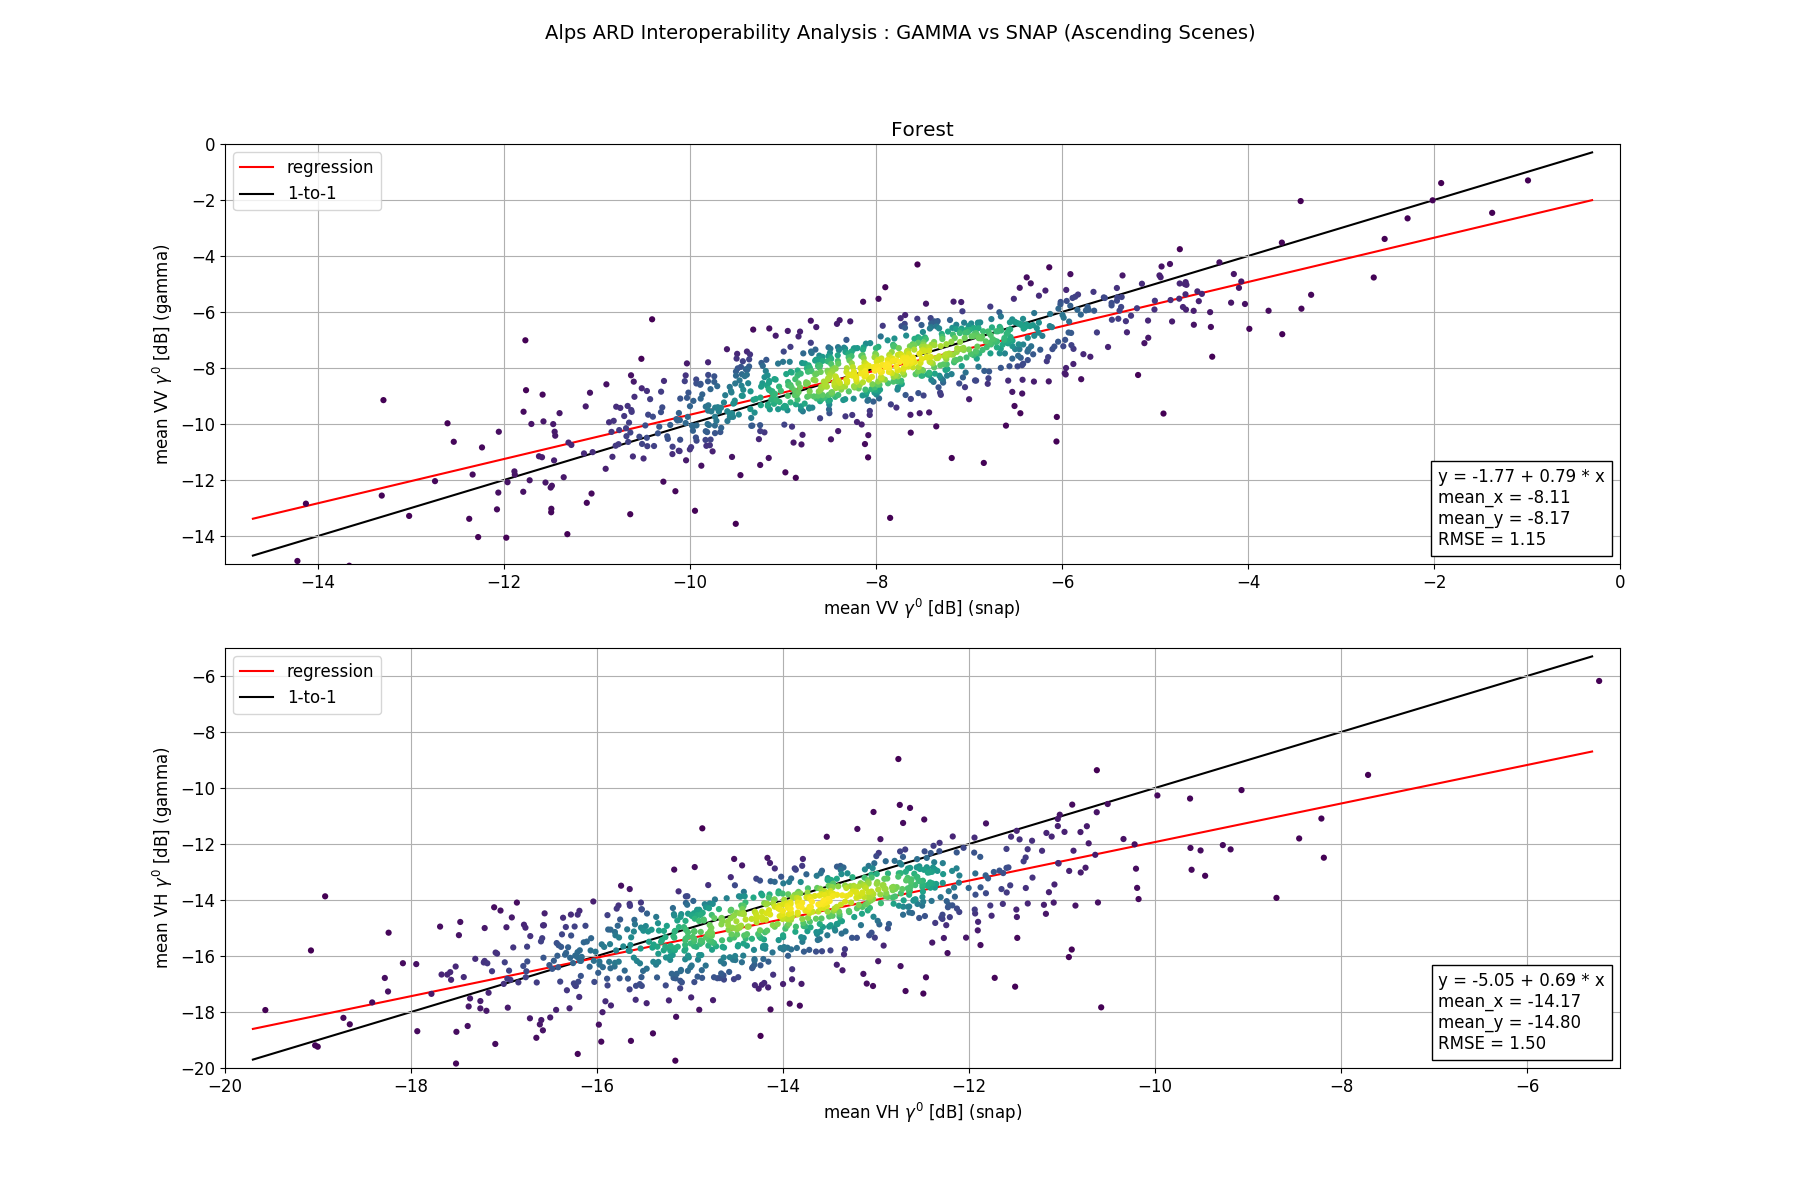 Alps ARD Interoperability Analysis : GAMMA vs SNAP (Ascending Scenes)
Forest
regression
1-to-1
0
−2
−4
−6
−8
−10
−12
−14
mean VV γ⁰ [dB] (gamma)
y = -1.77 + 0.79 * x
mean_x = -8.11
mean_y = -8.17
RMSE = 1.15
−14 −12 −10 −8 −6 −4 −2 0
mean VV γ⁰ [dB] (snap)
regression
1-to-1
−6
−8
−10
−12
−14
−16
−18
−20
mean VH γ⁰ [dB] (gamma)
y = -5.05 + 0.69 * x
mean_x = -14.17
mean_y = -14.80
RMSE = 1.50
−20 −18 −16 −14 −12 −10 −8 −6
mean VH γ⁰ [dB] (snap)